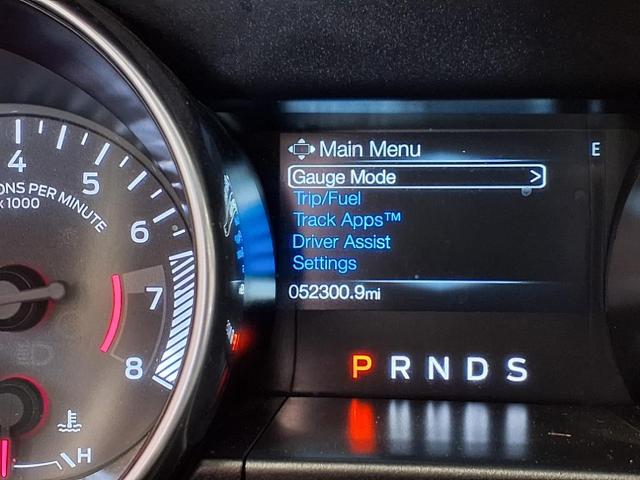 4
5
6
7
8
ONS PER MINUTE
x 1000
H
Main Menu
E
Gauge Mode >
Trip/Fuel
Track Apps™
Driver Assist
Settings
052300.9mi
P R N D S